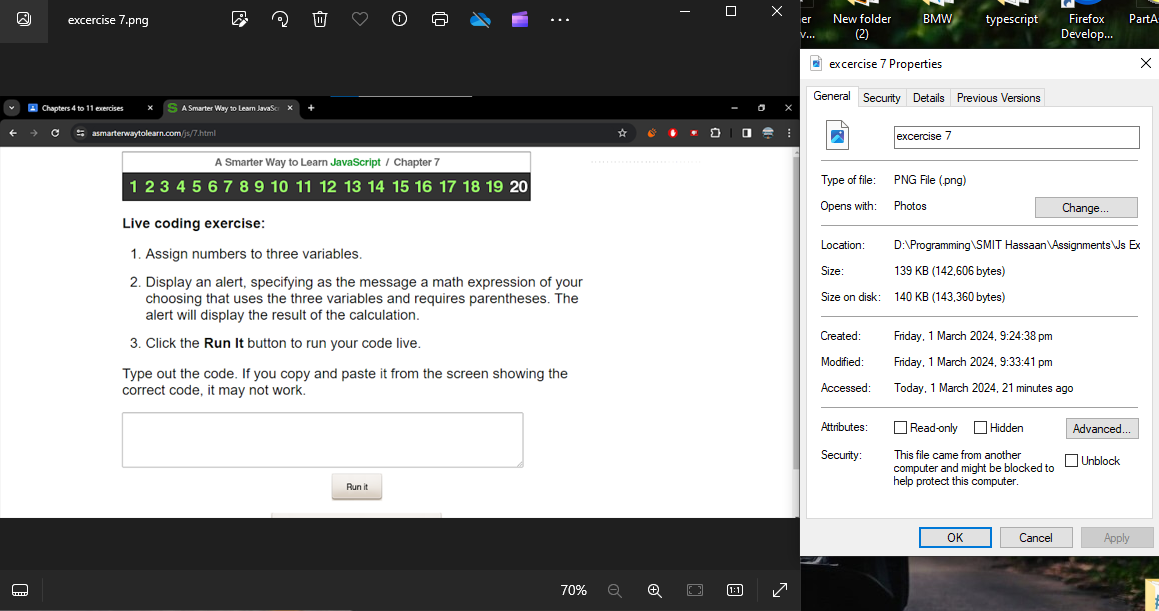 excercise 7.png
Chapters 4 to 11 exercises
A Smarter Way to Learn JavaSc
asmarterwaytolearn.com/js/7.html
A Smarter Way to Learn JavaScript / Chapter 7
1 2 3 4 5 6 7 8 9 10 11 12 13 14 15 16 17 18 19 20
Live coding exercise:
1. Assign numbers to three variables.
2. Display an alert, specifying as the message a math expression of your
choosing that uses the three variables and requires parentheses. The
alert will display the result of the calculation.
3. Click the Run It button to run your code live.
Type out the code. If you copy and paste it from the screen showing the
correct code, it may not work.
Run it
70%
1:1
er
v...
New folder
(2)
BMW
typescript
Firefox
Develop...
PartA
excercise 7 Properties
General
Security
Details
Previous Versions
excercise 7
Type of file: PNG File (.png)
Opens with: Photos
Change...
Location: D:\Programming\SMIT Hassaan\Assignments\Js Ex
Size: 139 KB (142,606 bytes)
Size on disk: 140 KB (143,360 bytes)
Created: Friday, 1 March 2024, 9:24:38 pm
Modified: Friday, 1 March 2024, 9:33:41 pm
Accessed: Today, 1 March 2024, 21 minutes ago
Attributes: Read-only Hidden Advanced...
Security: This file came from another
computer and might be blocked to
help protect this computer.
Unblock
OK Cancel Apply